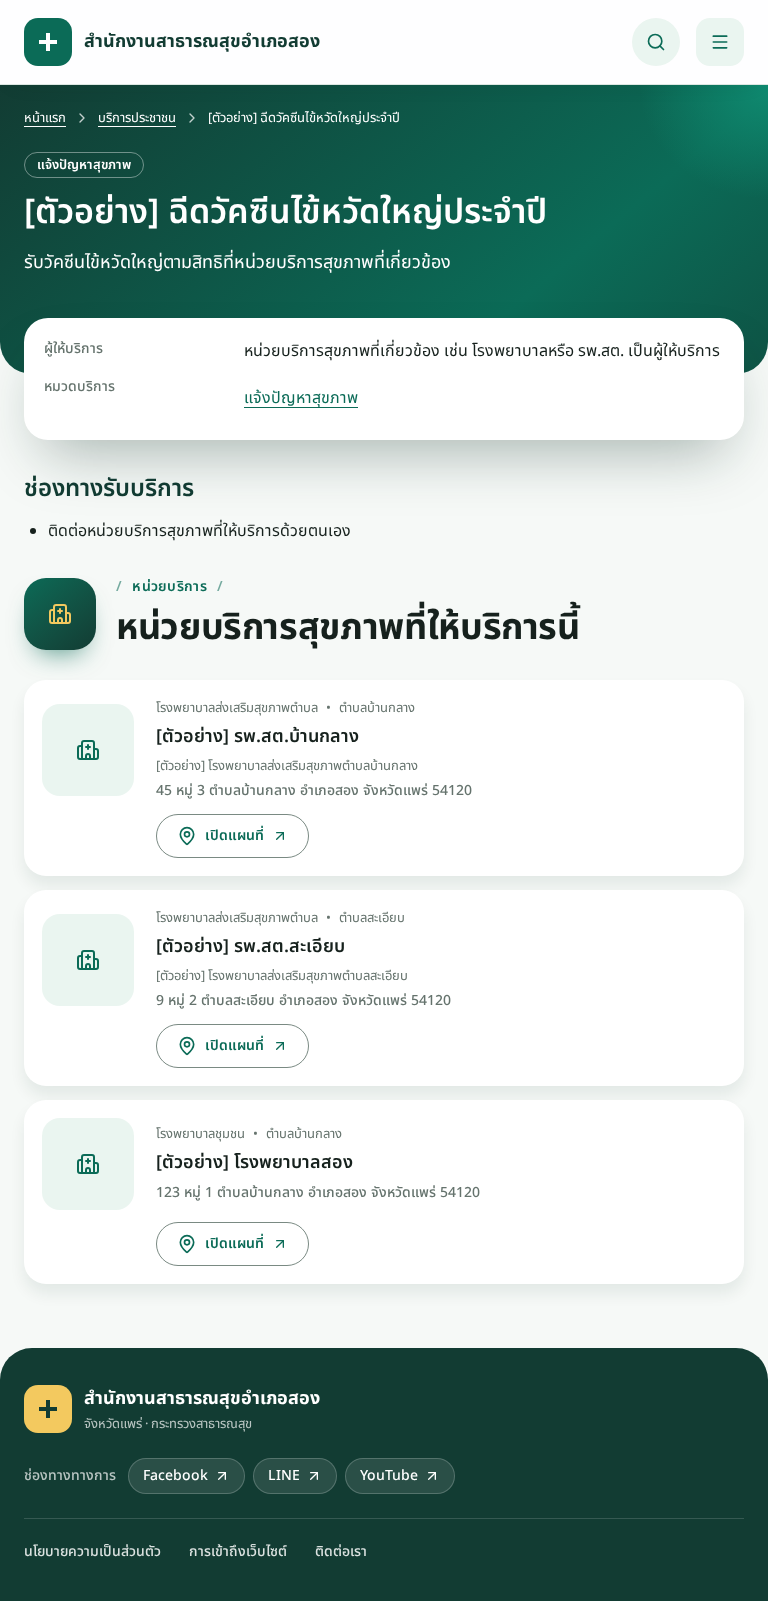 สำนักงานสาธารณสุขอำเภอสอง
หน้าแรก > บริการประชาชน > [ตัวอย่าง] ฉีดวัคซีนไข้หวัดใหญ่ประจำปี
แจ้งปัญหาสุขภาพ
[ตัวอย่าง] ฉีดวัคซีนไข้หวัดใหญ่ประจำปี
รับวัคซีนไข้หวัดใหญ่ตามสิทธิที่หน่วยบริการสุขภาพที่เกี่ยวข้อง
ผู้ให้บริการ หน่วยบริการสุขภาพที่เกี่ยวข้อง เช่น โรงพยาบาลหรือ รพ.สต. เป็นผู้ให้บริการ
หมวดบริการ แจ้งปัญหาสุขภาพ
ช่องทางรับบริการ
• ติดต่อหน่วยบริการสุขภาพที่ให้บริการด้วยตนเอง
/ หน่วยบริการ /
หน่วยบริการสุขภาพที่ให้บริการนี้
โรงพยาบาลส่งเสริมสุขภาพตำบล • ตำบลบ้านกลาง
[ตัวอย่าง] รพ.สต.บ้านกลาง
[ตัวอย่าง] โรงพยาบาลส่งเสริมสุขภาพตำบลบ้านกลาง
45 หมู่ 3 ตำบลบ้านกลาง อำเภอสอง จังหวัดแพร่ 54120
เปิดแผนที่
โรงพยาบาลส่งเสริมสุขภาพตำบล • ตำบลสะเอียบ
[ตัวอย่าง] รพ.สต.สะเอียบ
[ตัวอย่าง] โรงพยาบาลส่งเสริมสุขภาพตำบลสะเอียบ
9 หมู่ 2 ตำบลสะเอียบ อำเภอสอง จังหวัดแพร่ 54120
เปิดแผนที่
โรงพยาบาลชุมชน • ตำบลบ้านกลาง
[ตัวอย่าง] โรงพยาบาลสอง
123 หมู่ 1 ตำบลบ้านกลาง อำเภอสอง จังหวัดแพร่ 54120
เปิดแผนที่
สำนักงานสาธารณสุขอำเภอสอง
จังหวัดแพร่ · กระทรวงสาธารณสุข
ช่องทางทางการ Facebook LINE YouTube
นโยบายความเป็นส่วนตัว การเข้าถึงเว็บไซต์ ติดต่อเรา